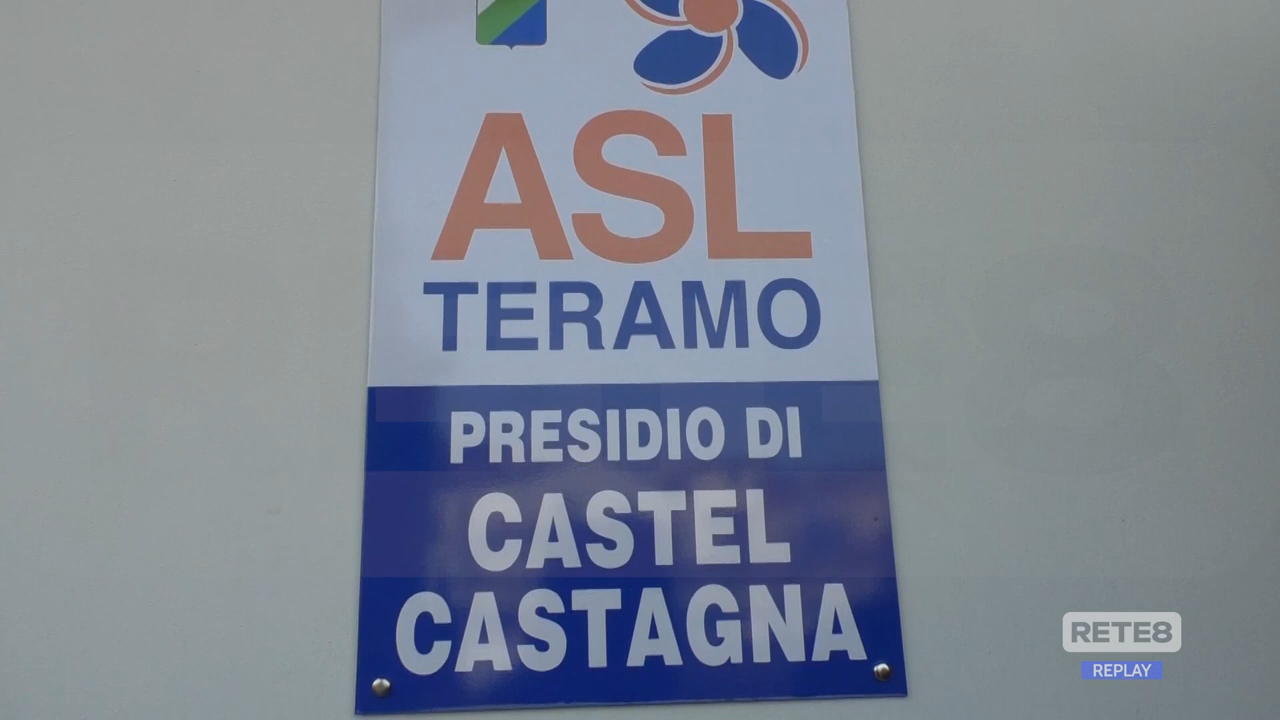 ASL
TERAMO
PRESIDIO DI
CASTEL
CASTAGNA
RETE8
REPLAY